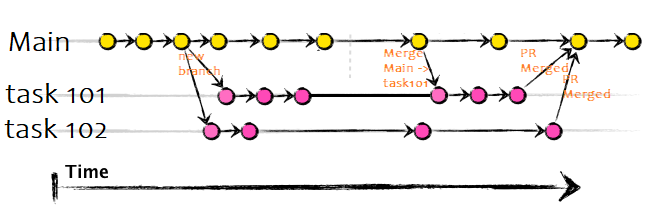 Main
new
branch
Merge
Main ->
task101
PR
Merged
task 101
PR
Merged
task 102
Time